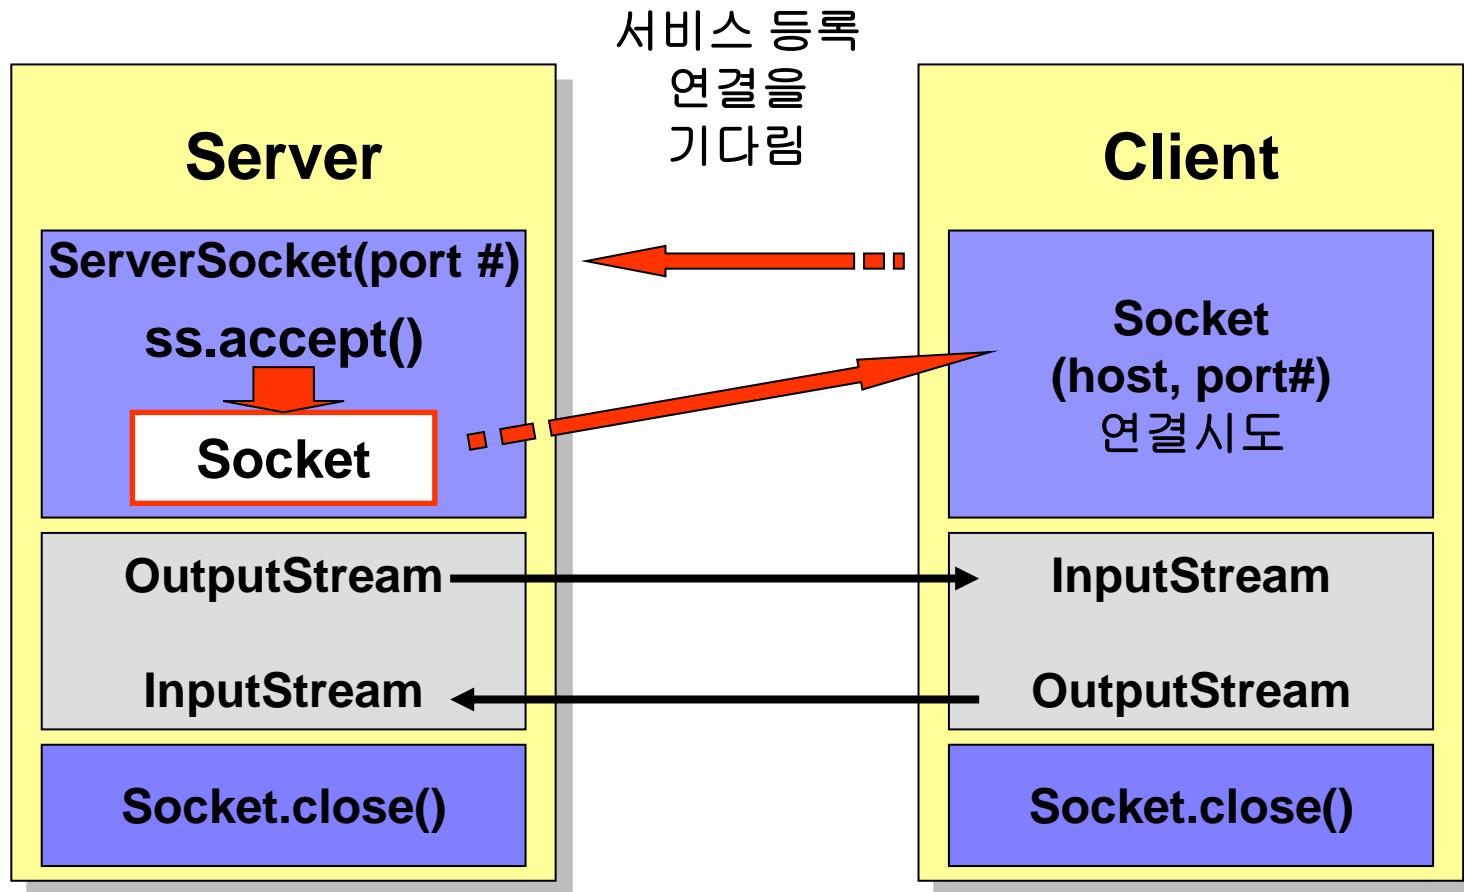 서비스 등록
연결을
기다림
Server
ServerSocket(port #)
ss.accept()
Socket
OutputStream
InputStream
Socket.close()
Client
Socket
(host, port#)
연결시도
InputStream
OutputStream
Socket.close()